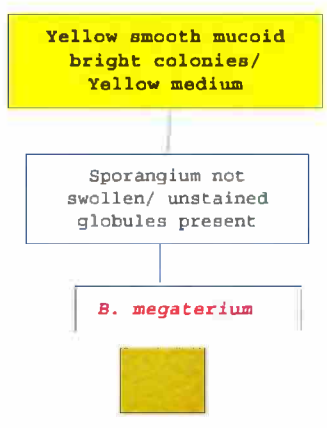 Yellow smooth mucoid
bright colonies/
Yellow medium
Sporangium not
swollen/ unstained
globules present
B. megaterium